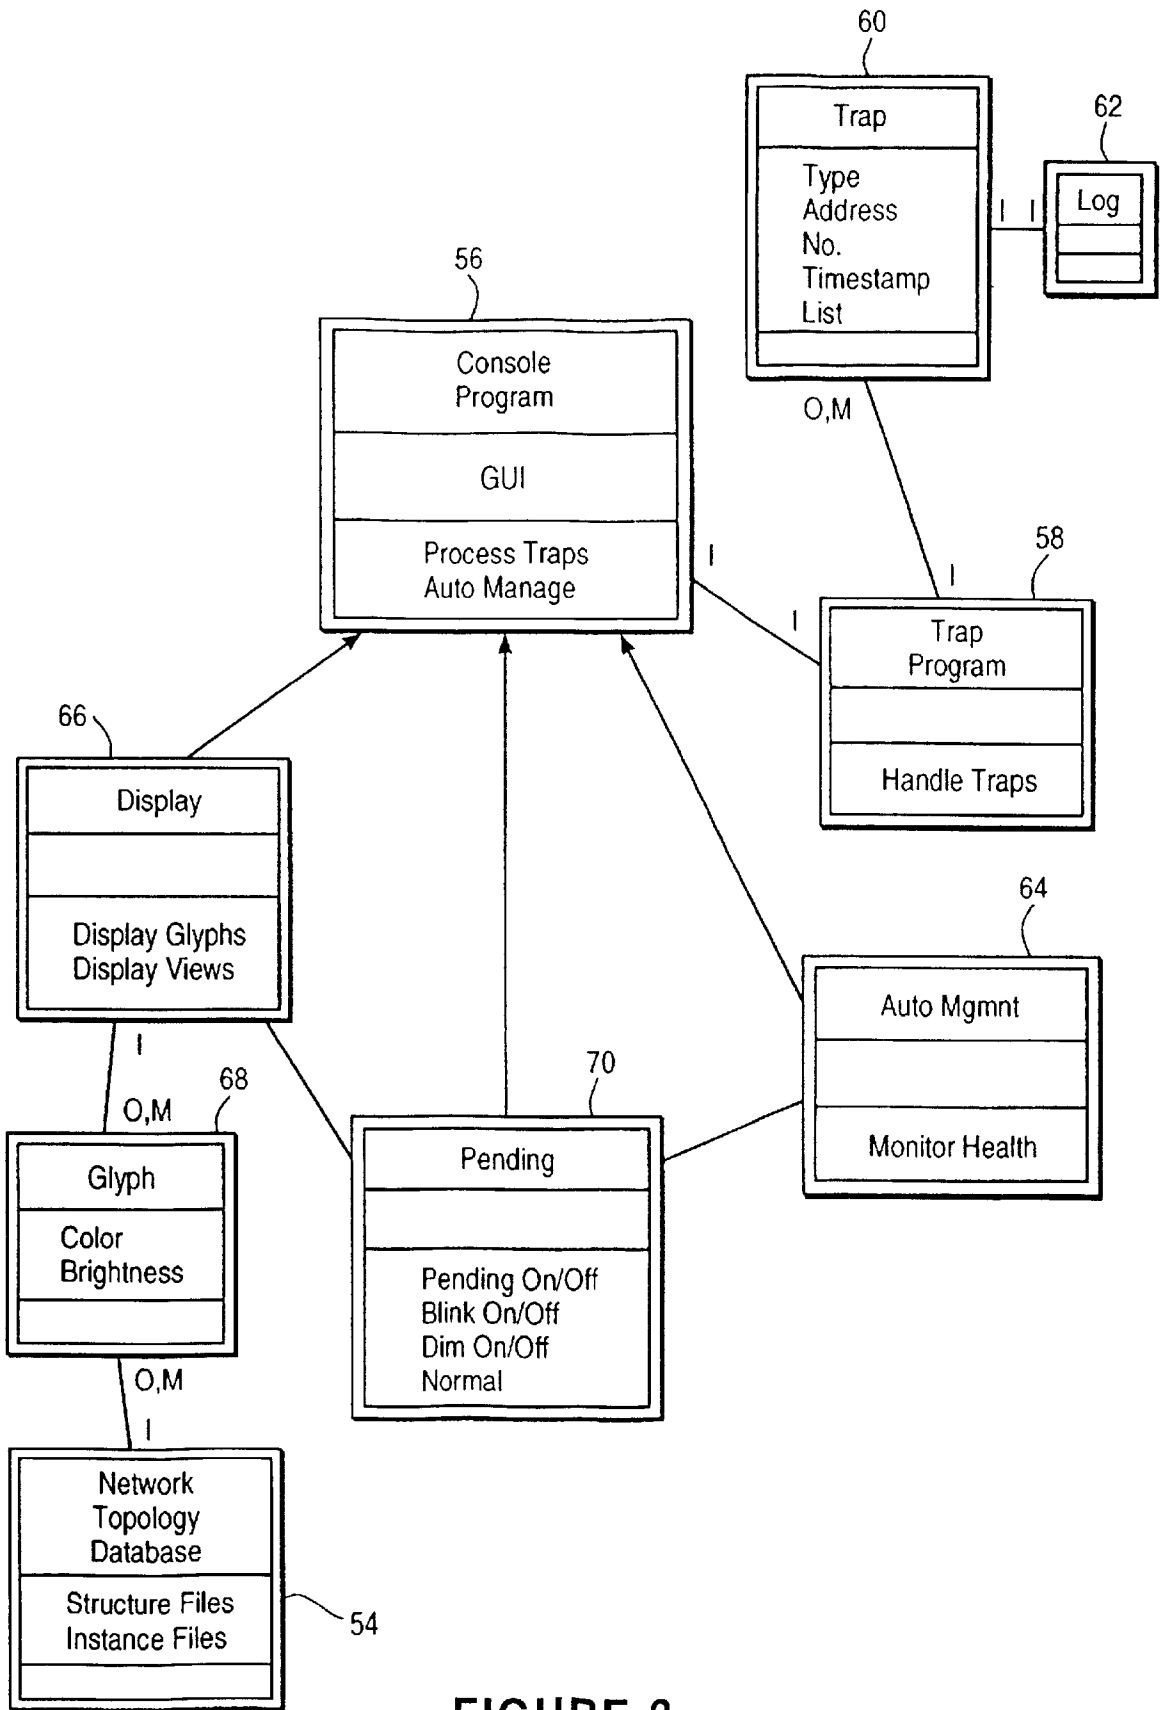 60
Trap
Type
Address
No.
Timestamp
List
62
Log
I I
O,M
56
Console
Program
GUI
Process Traps
Auto Manage
I
I
I
58
Trap
Program
Handle Traps
66
Display
Display Glyphs
Display Views
64
Auto Mgmnt
Monitor Health
I
O,M
68
Glyph
Color
Brightness
70
Pending
Pending On/Off
Blink On/Off
Dim On/Off
Normal
O,M
I
Network
Topology
Database
Structure Files
Instance Files
54
FIGURE